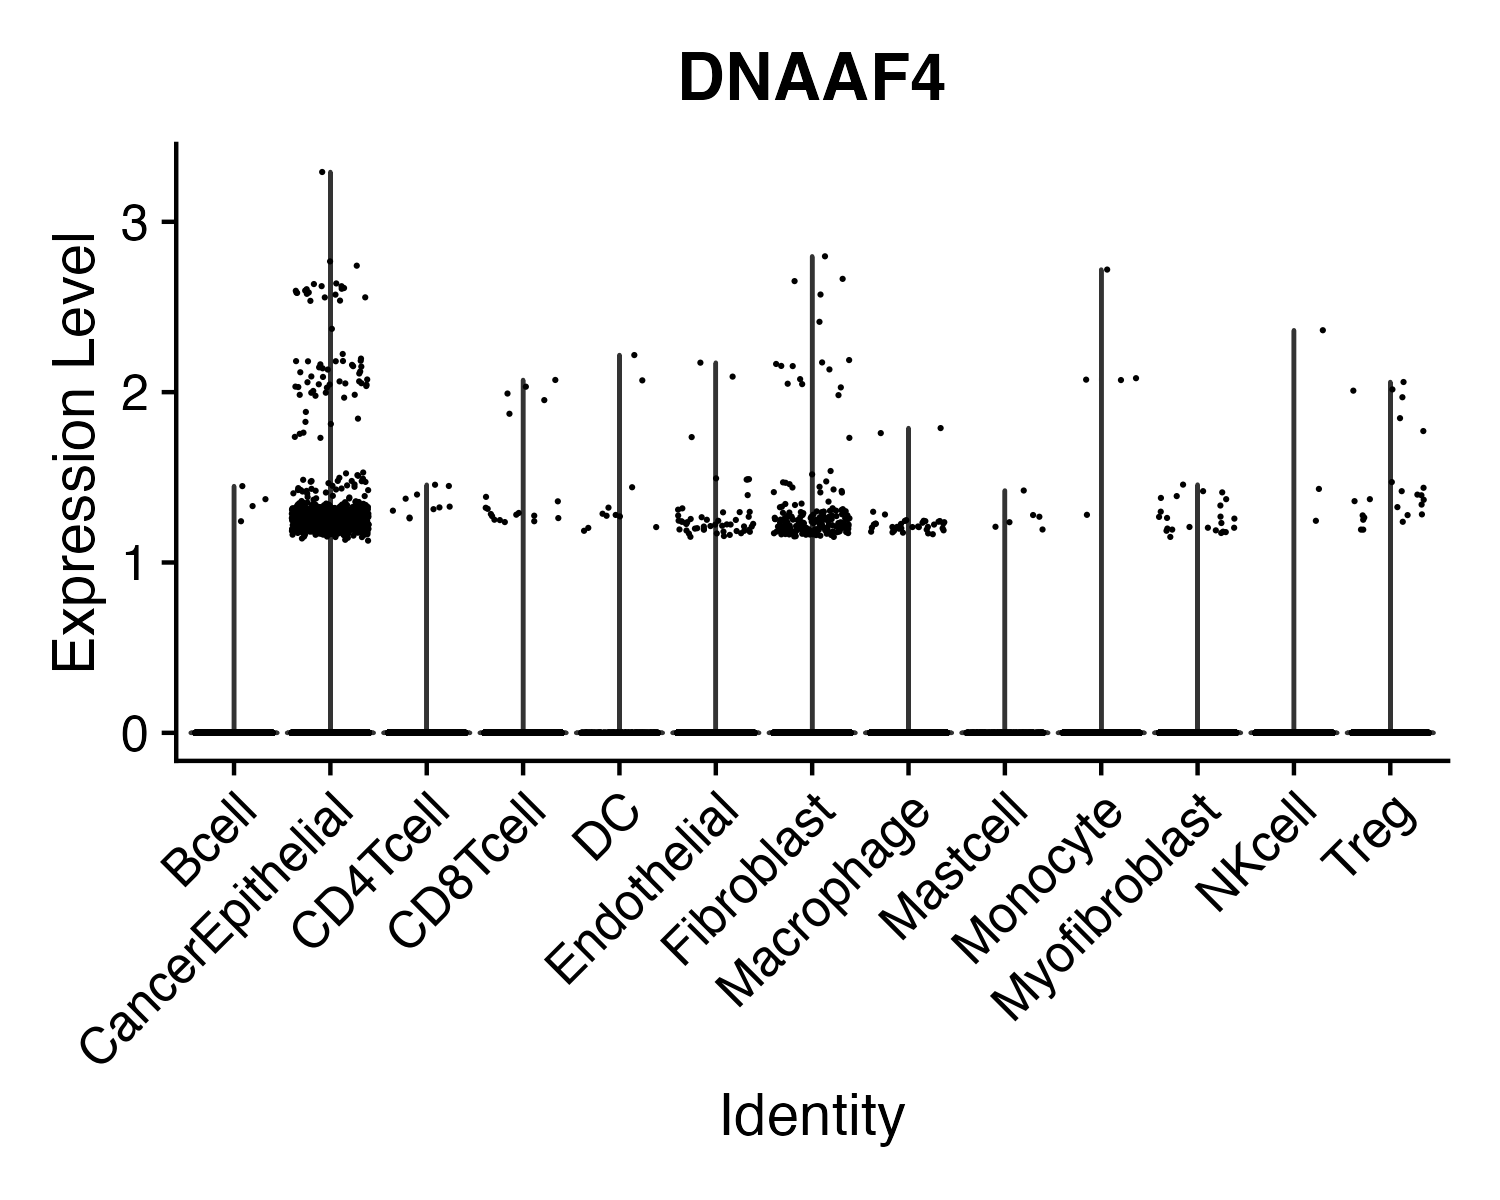 DNAAF4
Expression Level
3
2
1
0
Bcell
CancerEpithelial
CD4Tcell
CD8Tcell
DC
Endothelial
Fibroblast
Macrophage
Mastcell
Monocyte
Myofibroblast
NKcell
Treg
Identity